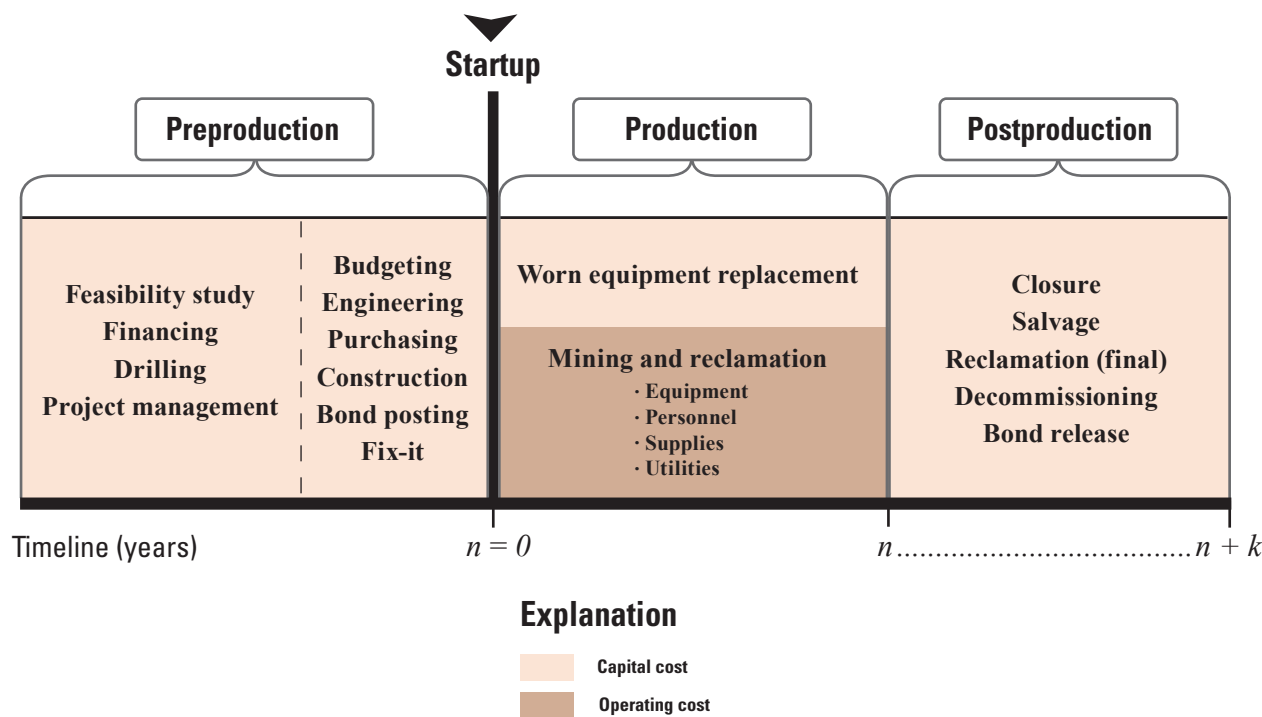 Startup
Preproduction
Production
Postproduction
Feasibility study
Financing
Drilling
Project management
Budgeting
Engineering
Purchasing
Construction
Bond posting
Fix-it
Worn equipment replacement
Mining and reclamation
· Equipment
· Personnel
· Supplies
· Utilities
Closure
Salvage
Reclamation (final)
Decommissioning
Bond release
Timeline (years)
n = 0
n......................................n + k
Explanation
Capital cost
Operating cost